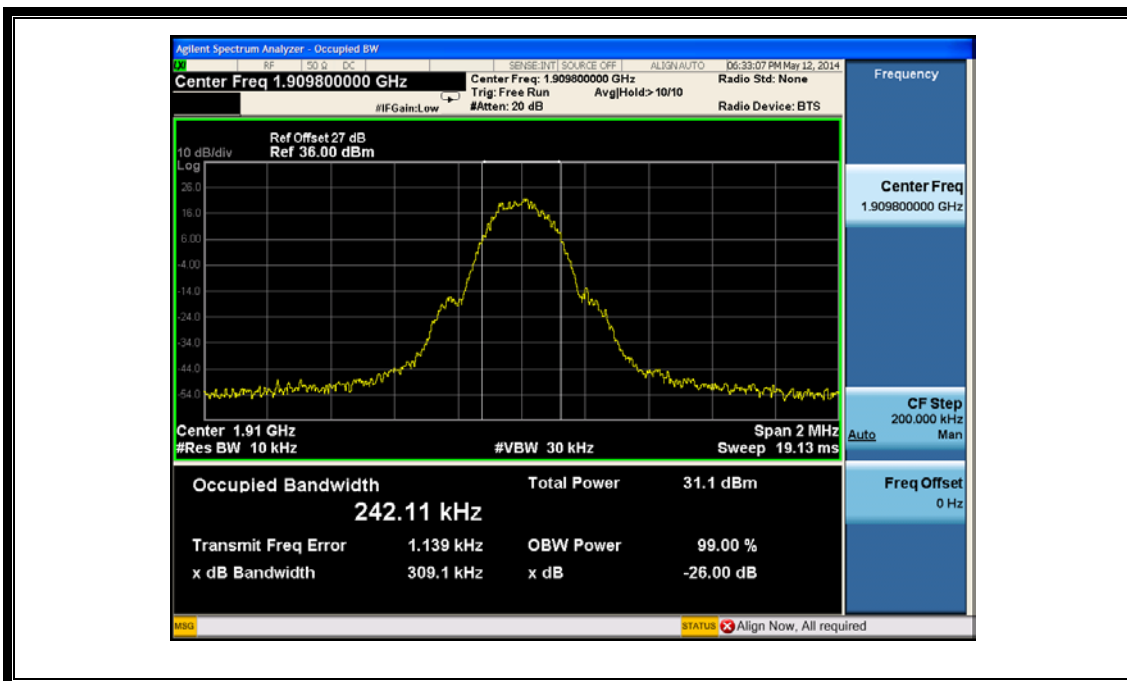 Agilent Spectrum Analyzer - Occupied BW
LXI RF 50 Ω DC SENSE:INT SOURCE OFF ALIGN AUTO 06:33:07 PM May 12, 2014
Center Freq 1.909800000 GHz
Center Freq: 1.909800000 GHz
Radio Std: None
Trig: Free Run Avg|Hold:> 10/10
#IFGain:Low #Atten: 20 dB Radio Device: BTS
Ref Offset 27 dB
10 dB/div Ref 36.00 dBm
Log
26.0
16.0
6.00
-4.00
-14.0
-24.0
-34.0
-44.0
-54.0
Center 1.91 GHz Span 2 MHz
#Res BW 10 kHz #VBW 30 kHz Sweep 19.13 ms
Occupied Bandwidth Total Power 31.1 dBm
242.11 kHz
Transmit Freq Error 1.139 kHz OBW Power 99.00 %
x dB Bandwidth 309.1 kHz x dB -26.00 dB
Frequency
Center Freq
1.909800000 GHz
CF Step
200.000 kHz
Auto Man
Freq Offset
0 Hz
MSG STATUS Align Now, All required